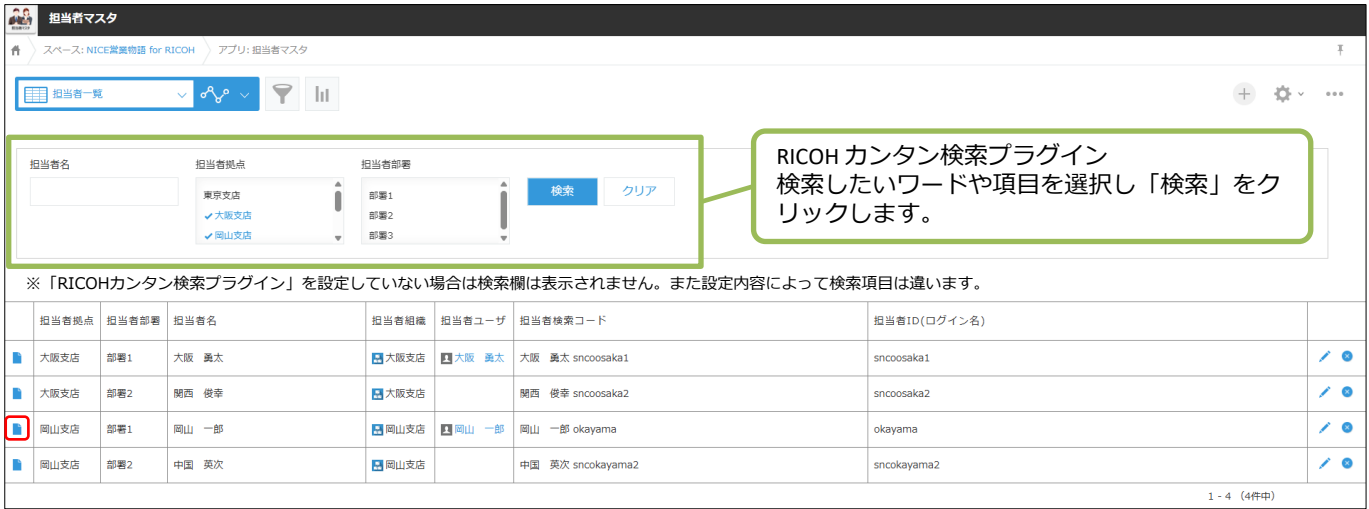 担当者マスタ
スペース: NICE営業物語 for RICOH アプリ: 担当者マスタ
担当者一覧
担当者名 担当者拠点 担当者部署
東京支店 部署1 検索 クリア
大阪支店 部署2
岡山支店 部署3
RICOH カンタン検索プラグイン
検索したいワードや項目を選択し「検索」をク
リックします。
※「RICOHカンタン検索プラグイン」を設定していない場合は検索欄は表示されません。また設定内容によって検索項目は違います。
担当者拠点 担当者部署 担当者名 担当者組織 担当者ユーザ 担当者検索コード 担当者ID(ログイン名)
大阪支店 部署1 大阪　勇太 大阪支店 大阪　勇太 大阪　勇太 sncoosaka1 sncoosaka1
大阪支店 部署2 関西　俊幸 大阪支店 関西　俊幸 sncoosaka2 sncoosaka2
岡山支店 部署1 岡山　一郎 岡山支店 岡山　一郎 岡山　一郎 okayama okayama
岡山支店 部署2 中国　英次 岡山支店 中国　英次 sncokayama2 sncokayama2
1 - 4 （4件中）